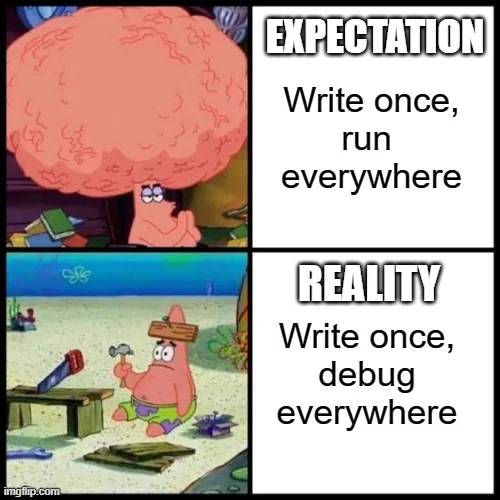 EXPECTATION
Write once,
run
everywhere
REALITY
Write once,
debug
everywhere
imgflip.com